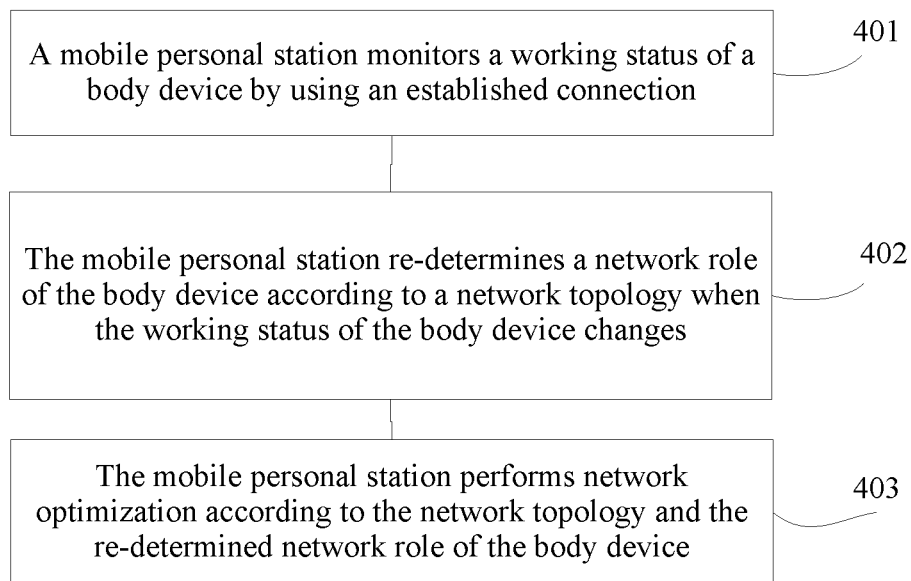 A mobile personal station monitors a working status of a
body device by using an established connection
401
The mobile personal station re-determines a network role
of the body device according to a network topology when
the working status of the body device changes
402
The mobile personal station performs network
optimization according to the network topology and the
re-determined network role of the body device
403